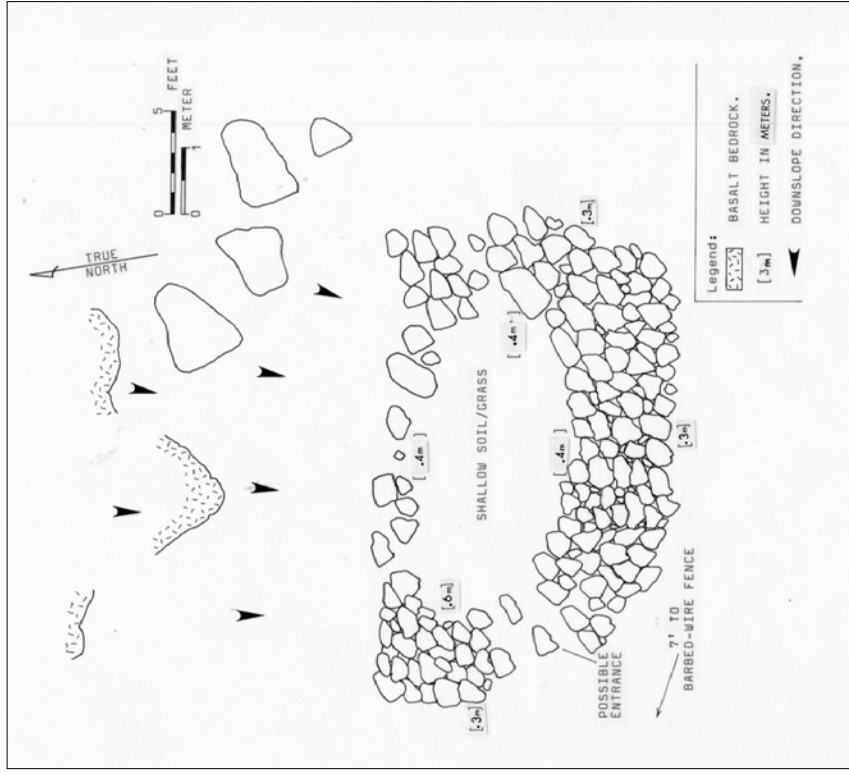 5 FEET
0
METER
1
0
TRUE
NORTH
[.3m]
[.4m]
SHALLOW SOIL/GRASS
[.4m]
[.4m]
[.3m]
[.6m]
[.3m]
POSSIBLE
ENTRANCE
7' TO
BARBED-WIRE FENCE
Legend:
BASALT BEDROCK.
[3m] HEIGHT IN METERS.
DOWNSLOPE DIRECTION.